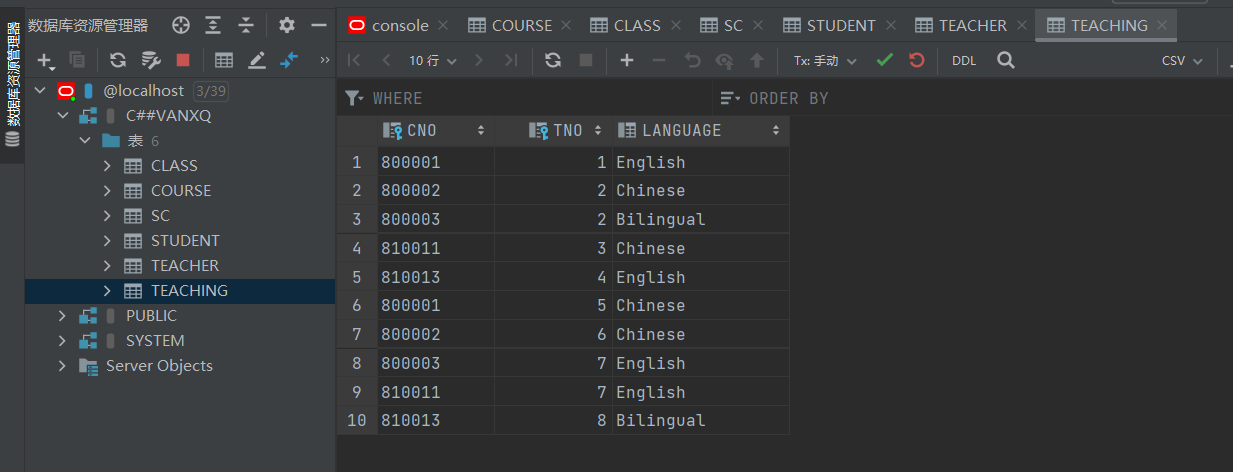 数据库资源管理器
数据库资源管理器
console
COURSE
CLASS
SC
STUDENT
TEACHER
TEACHING
10 行
Tx: 手动
DDL
CSV
@localhost 3/39
C##VANXQ
表 6
CLASS
COURSE
SC
STUDENT
TEACHER
TEACHING
PUBLIC
SYSTEM
Server Objects
WHERE
ORDER BY
CNO TNO LANGUAGE
1 800001 1 English
2 800002 2 Chinese
3 800003 2 Bilingual
4 810011 3 Chinese
5 810013 4 English
6 800001 5 Chinese
7 800002 6 Chinese
8 800003 7 English
9 810011 7 English
10 810013 8 Bilingual